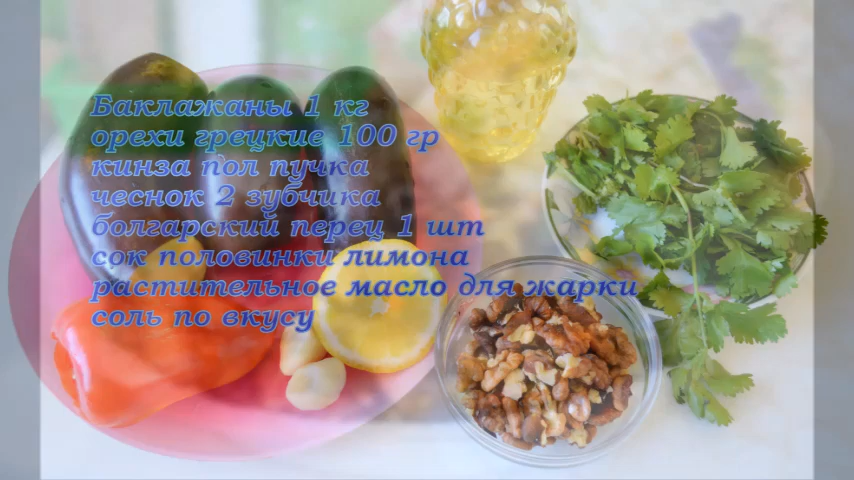 Баклажаны 1 кг
орехи грецкие 100 гр
кинза пол пучка
чеснок 2 зубчика
болгарский перец 1 шт
сок половинки лимона
растительное масло для жарки
соль по вкусу